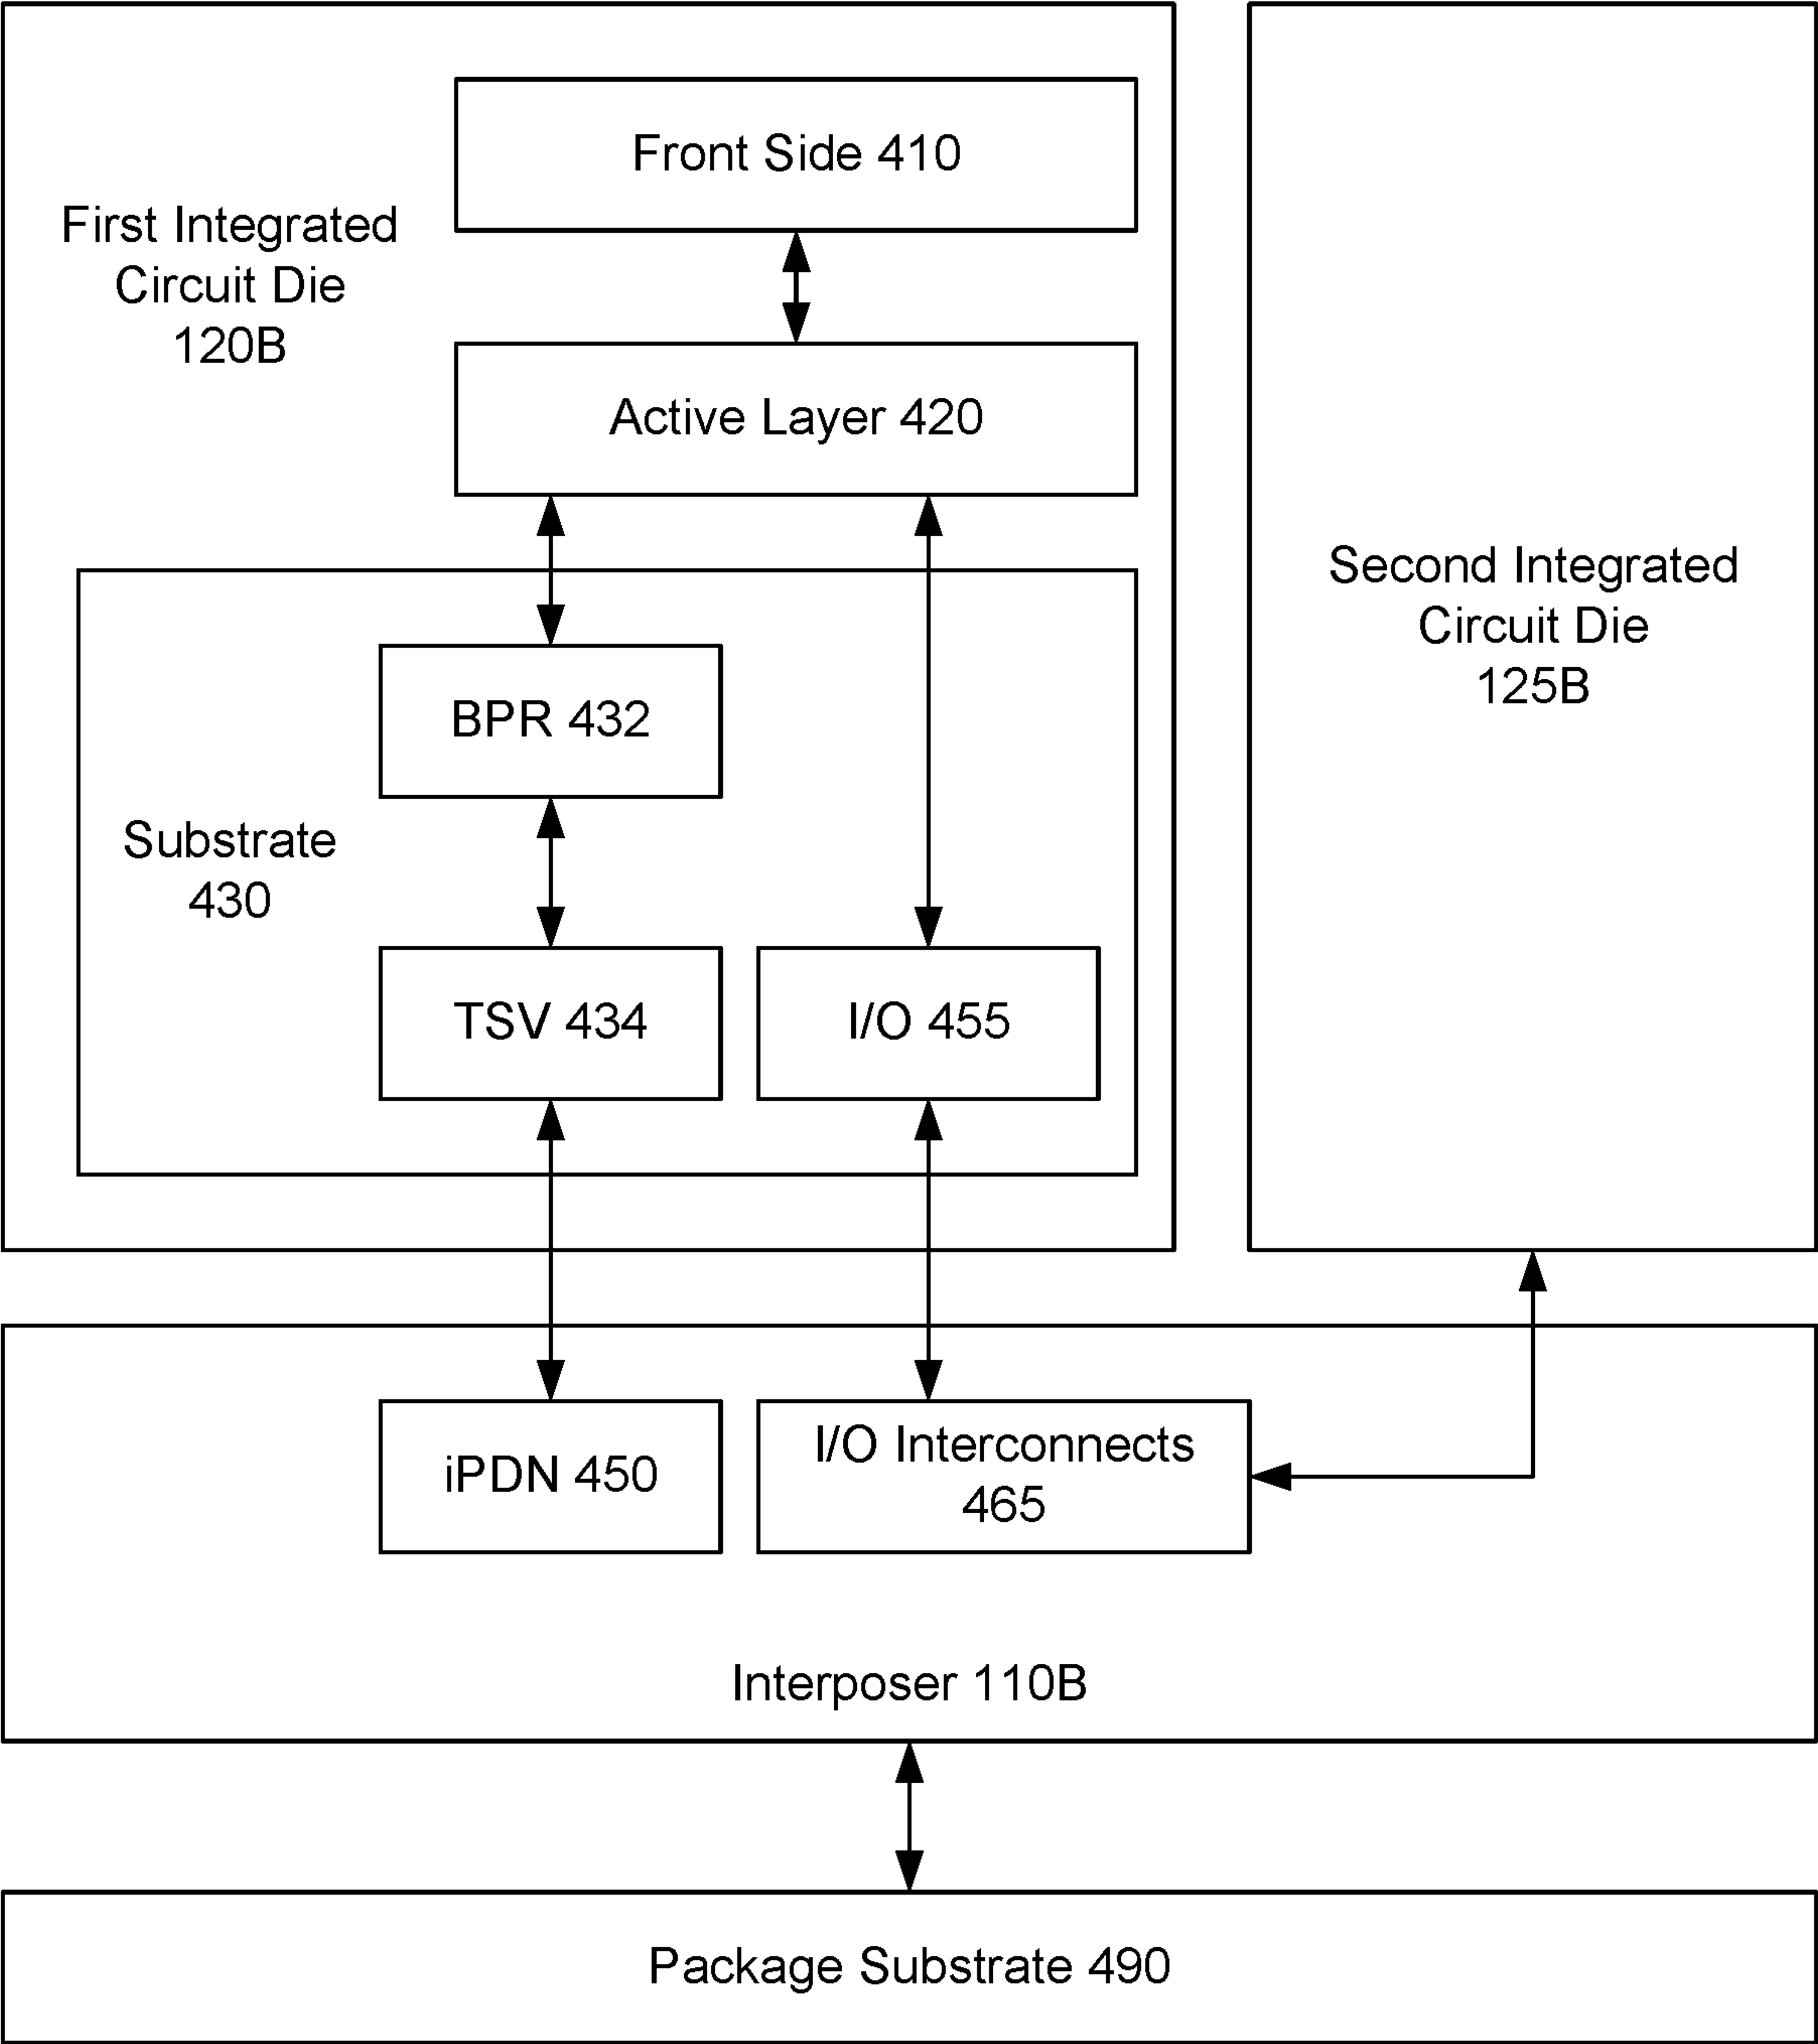 Front Side 410
First Integrated
Circuit Die
120B
Active Layer 420
Second Integrated
Circuit Die
125B
BPR 432
Substrate
430
TSV 434
I/O 455
iPDN 450
I/O Interconnects
465
Interposer 110B
Package Substrate 490